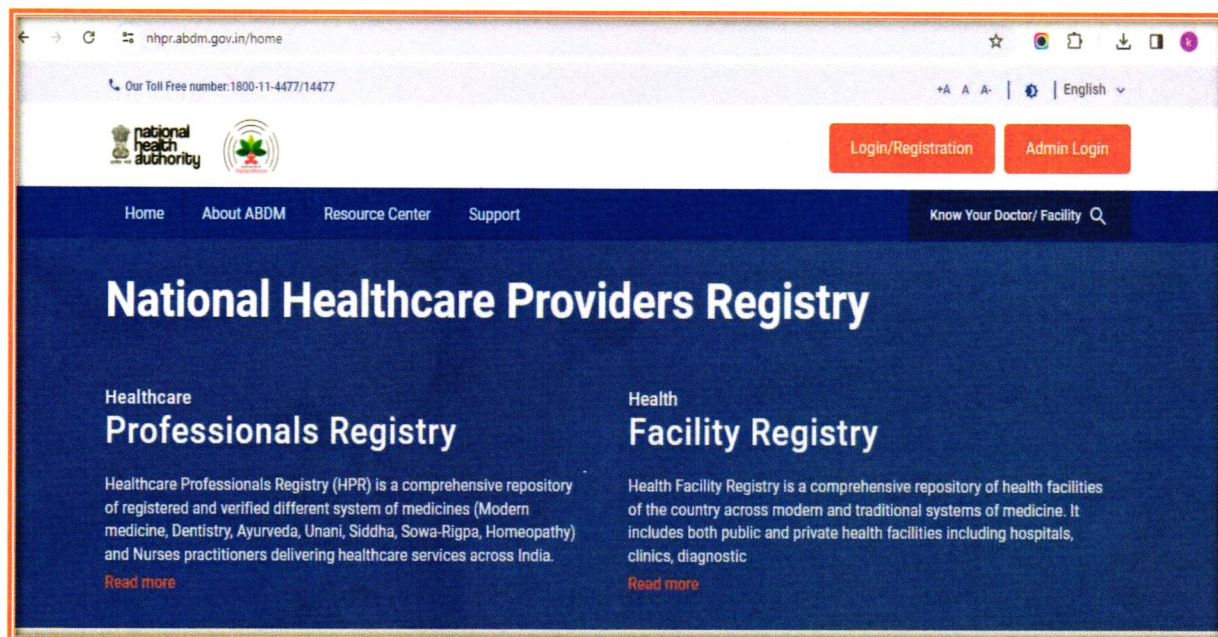 nhpr.abdm.gov.in/home
k
Our Toll Free number:1800-11-4477/14477
+A A A- | | English
national
health
authority
Login/Registration
Admin Login
Home About ABDM Resource Center Support
Know Your Doctor/ Facility
National Healthcare Providers Registry
Healthcare
Professionals Registry
Healthcare Professionals Registry (HPR) is a comprehensive repository
of registered and verified different system of medicines (Modern
medicine, Dentistry, Ayurveda, Unani, Siddha, Sowa-Rigpa, Homeopathy)
and Nurses practitioners delivering healthcare services across India.
Read more
Health
Facility Registry
Health Facility Registry is a comprehensive repository of health facilities
of the country across modern and traditional systems of medicine. It
includes both public and private health facilities including hospitals,
clinics, diagnostic
Read more